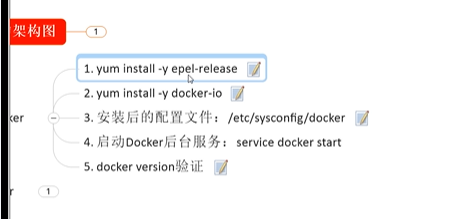 架构图
1
1. yum install -y epel-release
2. yum install -y docker-io
3. 安装后的配置文件：/etc/sysconfig/docker
ker
4. 启动Docker后台服务：service docker start
5. docker version验证
r
1